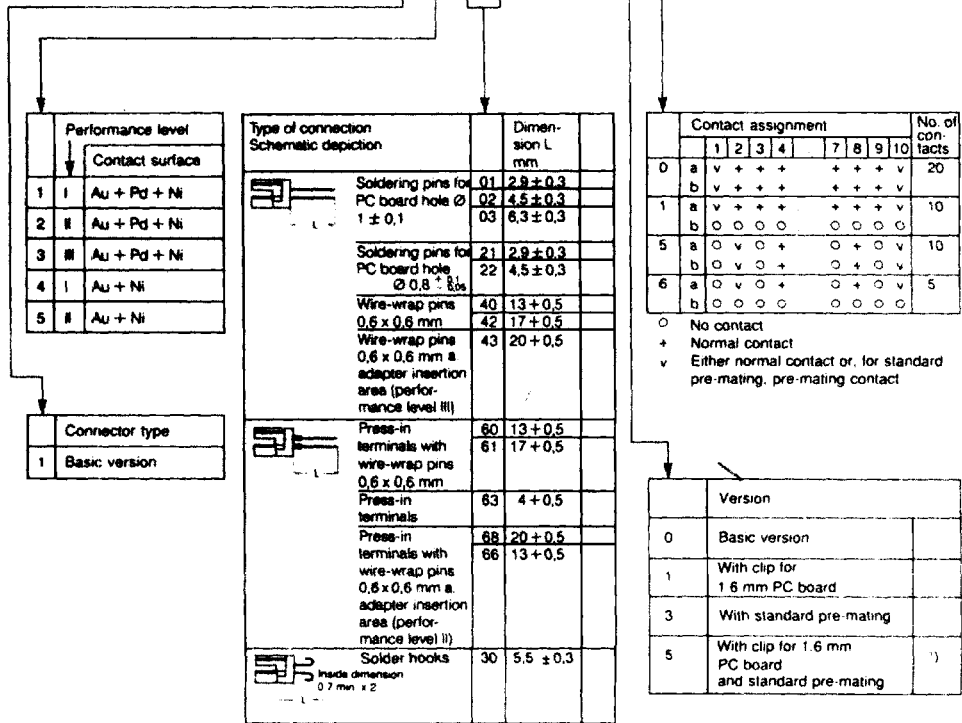 Performance level
Contact surface
1 I Au + Pd + Ni
2 II Au + Pd + Ni
3 III Au + Pd + Ni
4 I Au + Ni
5 II Au + Ni
Connector type
1 Basic version
Type of connection
Schematic depiction
Dimen-
sion L
mm
Soldering pins for 01 2,9 ± 0,3
PC board hole Ø 02 4,5 ± 0,3
1 ± 0,1 03 6,3 ± 0,3
L
Soldering pins for 21 2,9 ± 0,3
PC board hole 22 4,5 ± 0,3
Ø 0,8 + 0,1 - 0,05
Wire-wrap pins 40 13 + 0,5
0,6 x 0,6 mm 42 17 + 0,5
Wire-wrap pins 43 20 + 0,5
0,6 x 0,6 mm a.
adapter insertion
area (perfor-
mance level III)
Press-in 60 13 + 0,5
terminals with 61 17 + 0,5
wire-wrap pins
0,6 x 0,6 mm
L
Press-in 63 4 + 0,5
terminals
Press-in 68 20 + 0,5
terminals with 66 13 + 0,5
wire-wrap pins
0,6 x 0,6 mm a.
adapter insertion
area (perfor-
mance level II)
Solder hooks 30 5,5 ± 0,3
Inside dimension
0.7 min. x 2
L
Contact assignment No. of
con-
tacts
1 2 3 4 7 8 9 10
0 a v + + + + + + v 20
b v + + + + + + v
1 a v + + + + + + v 10
b O O O O O O O O
5 a O v O + O + O v 10
b O v O + O + O v
6 a O v O + O + O v 5
b O O O O O O O O
O No contact
+ Normal contact
v Either normal contact or, for standard
pre-mating, pre-mating contact
Version
0 Basic version
1 With clip for
1.6 mm PC board
3 With standard pre-mating
5 With clip for 1.6 mm
PC board
and standard pre-mating